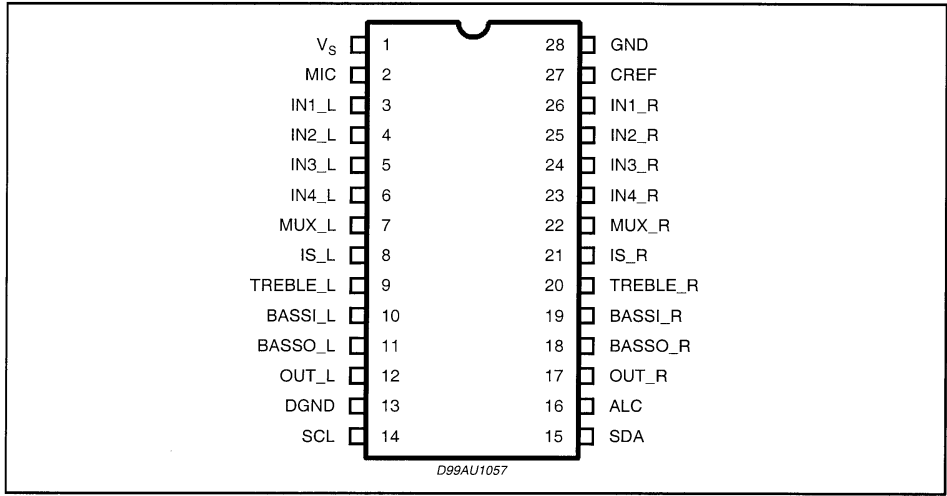 V_S 1 28 GND
MIC 2 27 CREF
IN1_L 3 26 IN1_R
IN2_L 4 25 IN2_R
IN3_L 5 24 IN3_R
IN4_L 6 23 IN4_R
MUX_L 7 22 MUX_R
IS_L 8 21 IS_R
TREBLE_L 9 20 TREBLE_R
BASSI_L 10 19 BASSI_R
BASSO_L 11 18 BASSO_R
OUT_L 12 17 OUT_R
DGND 13 16 ALC
SCL 14 15 SDA
D99AU1057